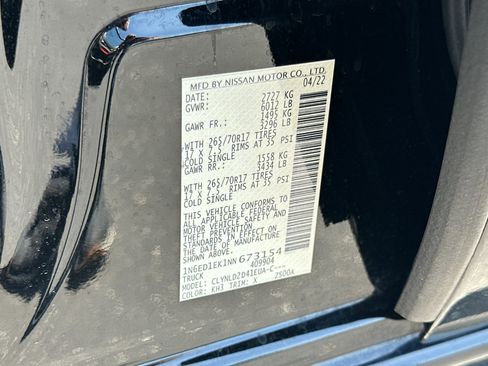 MFD BY NISSAN MOTOR CO., LTD.
DATE: 04/22
GVWR: 2727 KG
6012 LB
GAWR FR.: 1495 KG
3296 LB
WITH 265/70R17 TIRES
17 X 7.5, RIMS AT 35 PSI
COLD SINGLE
GAWR RR.: 1558 KG
3434 LB
WITH 265/70R17 TIRES
17 X 7.5, RIMS AT 35 PSI
COLD SINGLE
THIS VEHICLE CONFORMS TO
ALL APPLICABLE FEDERAL
MOTOR VEHICLE SAFETY
STANDARDS IN EFFECT ON
THE DATE OF MANUFACTURE
SHOWN ABOVE.
1N6ED1EK1NN673154
TRUCK 409904
MODEL: CLYNLD2D41EUA-C---
COLOR: KH3 TRIM: X 7500A